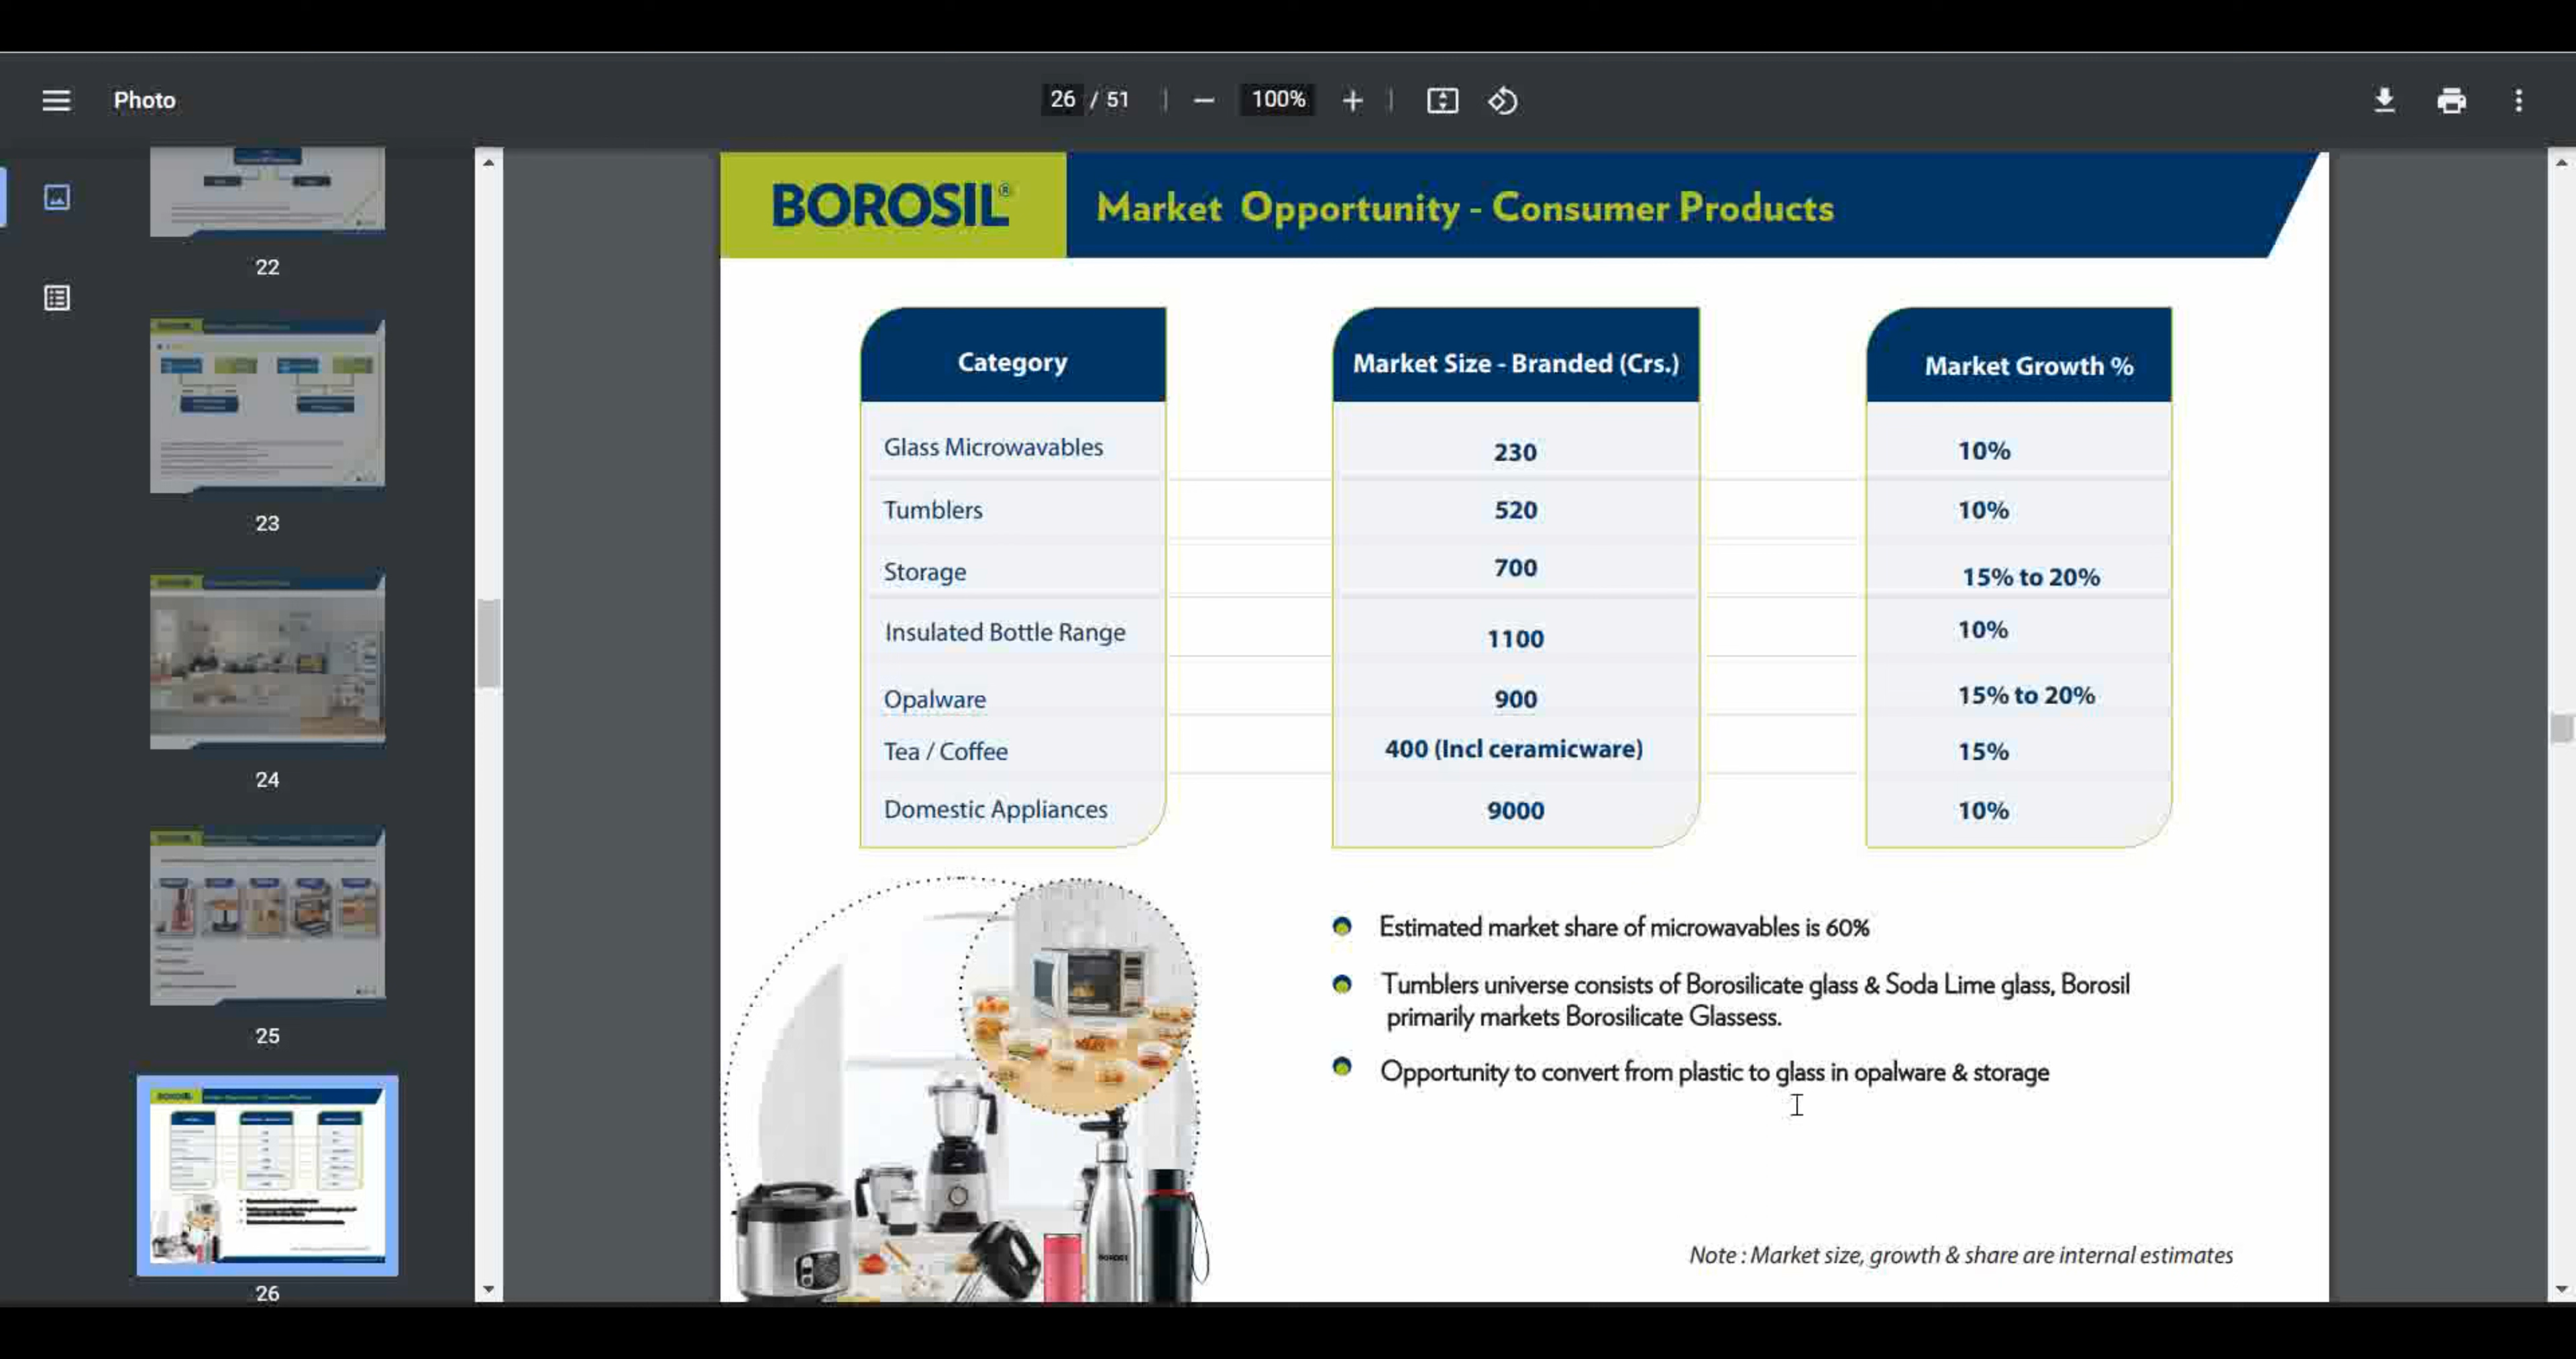 Photo
26 / 51
100%
22
23
24
25
26
BOROSIL® Market Opportunity - Consumer Products
Category Market Size - Branded (Crs.) Market Growth %
Glass Microwavables 230 10%
Tumblers 520 10%
Storage 700 15% to 20%
Insulated Bottle Range 1100 10%
Opalware 900 15% to 20%
Tea / Coffee 400 (Incl ceramicware) 15%
Domestic Appliances 9000 10%
Estimated market share of microwavables is 60%
Tumblers universe consists of Borosilicate glass & Soda Lime glass, Borosil
primarily markets Borosilicate Glassess.
Opportunity to convert from plastic to glass in opalware & storage
Note : Market size, growth & share are internal estimates